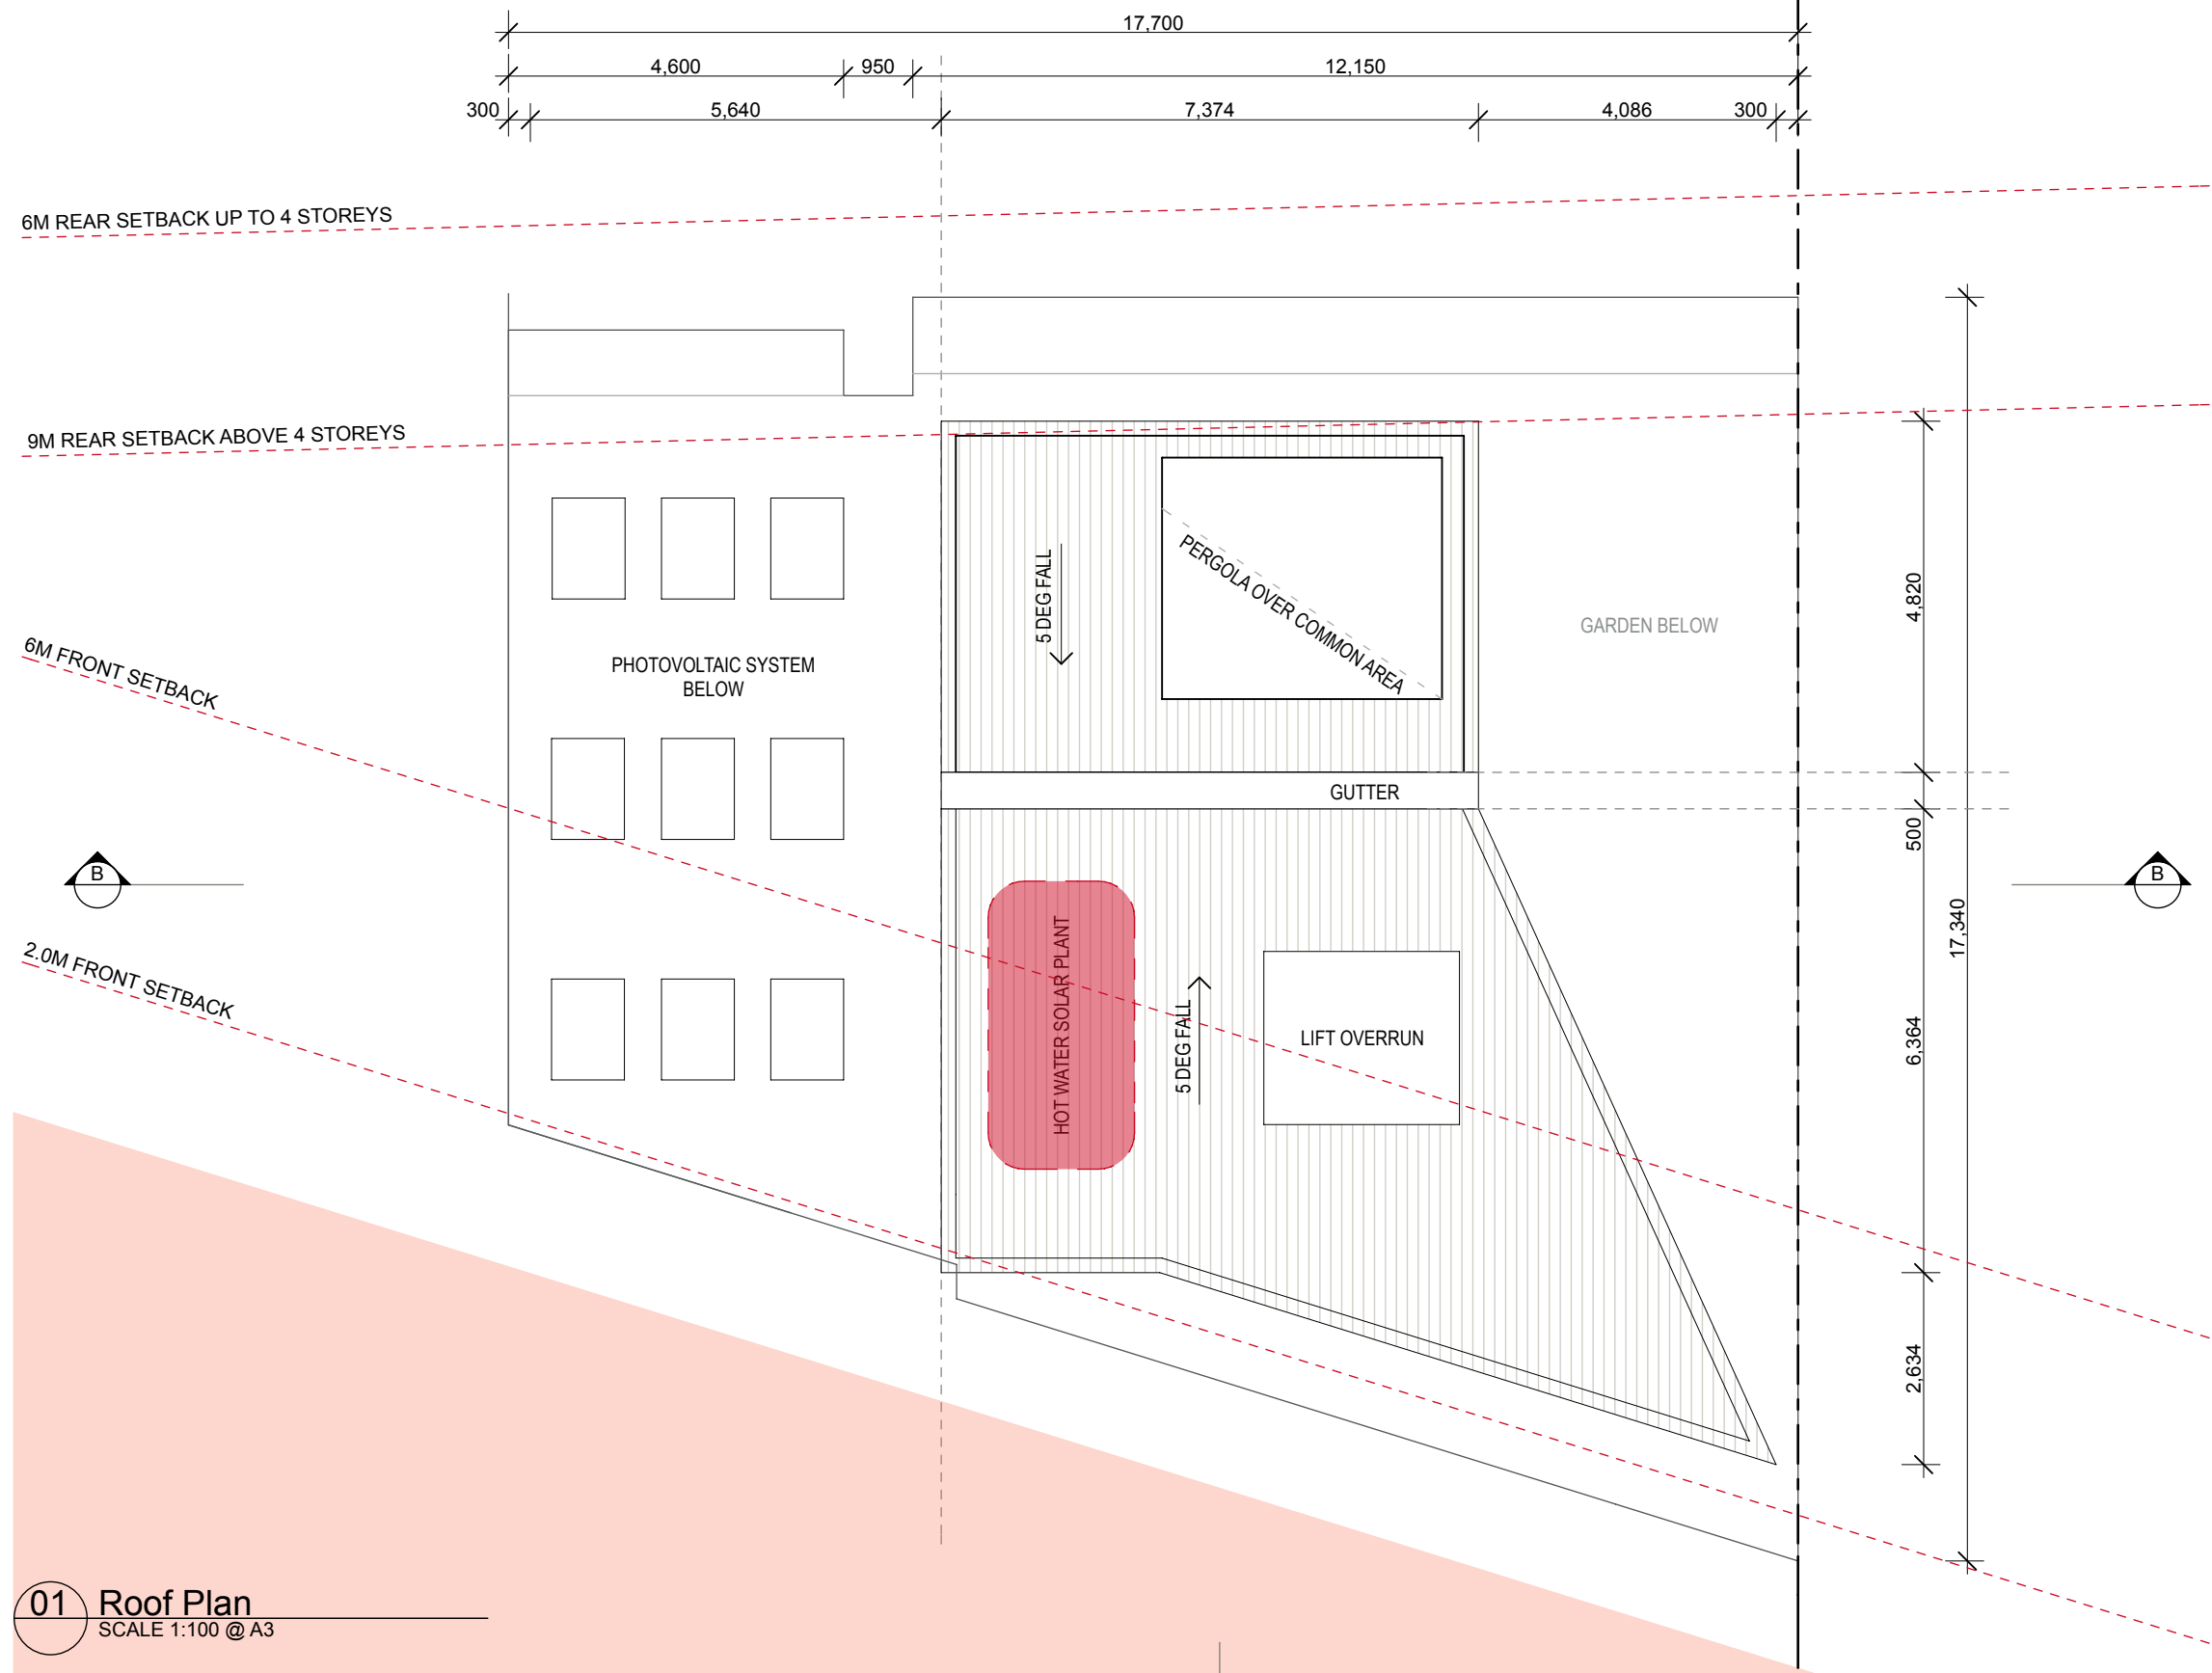 17,700
4,600
950
12,150
300
5,640
7,374
4,086
300
6M REAR SETBACK UP TO 4 STOREYS
9M REAR SETBACK ABOVE 4 STOREYS
5 DEG FALL
PERGOLA OVER COMMON AREA
4,820
GARDEN BELOW
6M FRONT SETBACK
PHOTOVOLTAIC SYSTEM
BELOW
GUTTER
500
B
B
17,340
2.0M FRONT SETBACK
HOT WATER SOLAR PLANT
5 DEG FALL
LIFT OVERRUN
6,364
2,634
01
Roof Plan
SCALE 1:100 @ A3